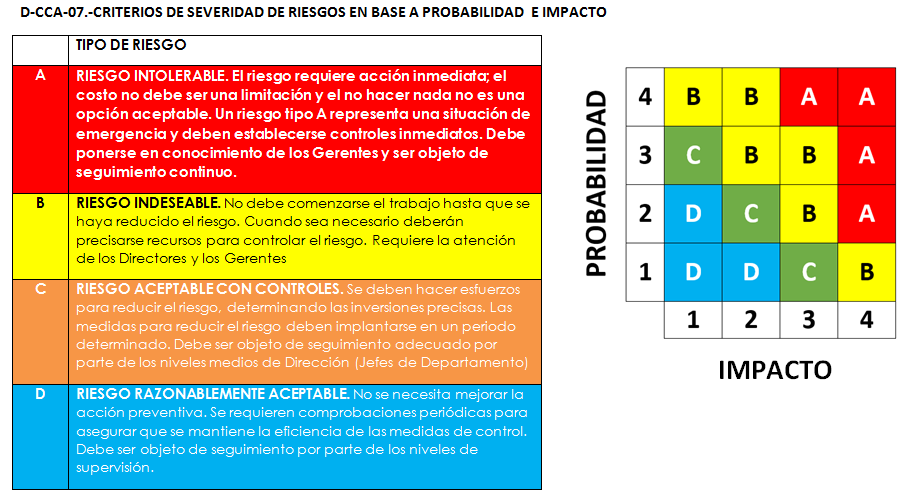 D-CCA-07.-CRITERIOS DE SEVERIDAD DE RIESGOS EN BASE A PROBABILIDAD E IMPACTO
TIPO DE RIESGO
A
RIESGO INTOLERABLE. El riesgo requiere acción inmediata; el
costo no debe ser una limitación y el no hacer nada no es una
opción aceptable. Un riesgo tipo A representa una situación de
emergencia y deben establecerse controles inmediatos. Debe
ponerse en conocimiento de los Gerentes y ser objeto de
seguimiento continuo.
B
RIESGO INDESEABLE. No debe comenzarse el trabajo hasta que se
haya reducido el riesgo. Cuando sea necesario deberán
precisarse recursos para controlar el riesgo. Requiere la atención
de los Directores y los Gerentes
C
RIESGO ACEPTABLE CON CONTROLES. Se deben hacer esfuerzos
para reducir el riesgo, determinando las inversiones precisas. Las
medidas para reducir el riesgo deben implantarse en un periodo
determinado. Debe ser objeto de seguimiento adecuado por
parte de los niveles medios de Dirección (Jefes de Departamento)
D
RIESGO RAZONABLEMENTE ACEPTABLE. No se necesita mejorar la
acción preventiva. Se requieren comprobaciones periódicas para
asegurar que se mantiene la eficiencia de las medidas de control.
Debe ser objeto de seguimiento por parte de los niveles de
supervisión.
PROBABILIDAD
4 B B A A
3 C B B A
2 D C B A
1 D D C B
1 2 3 4
IMPACTO